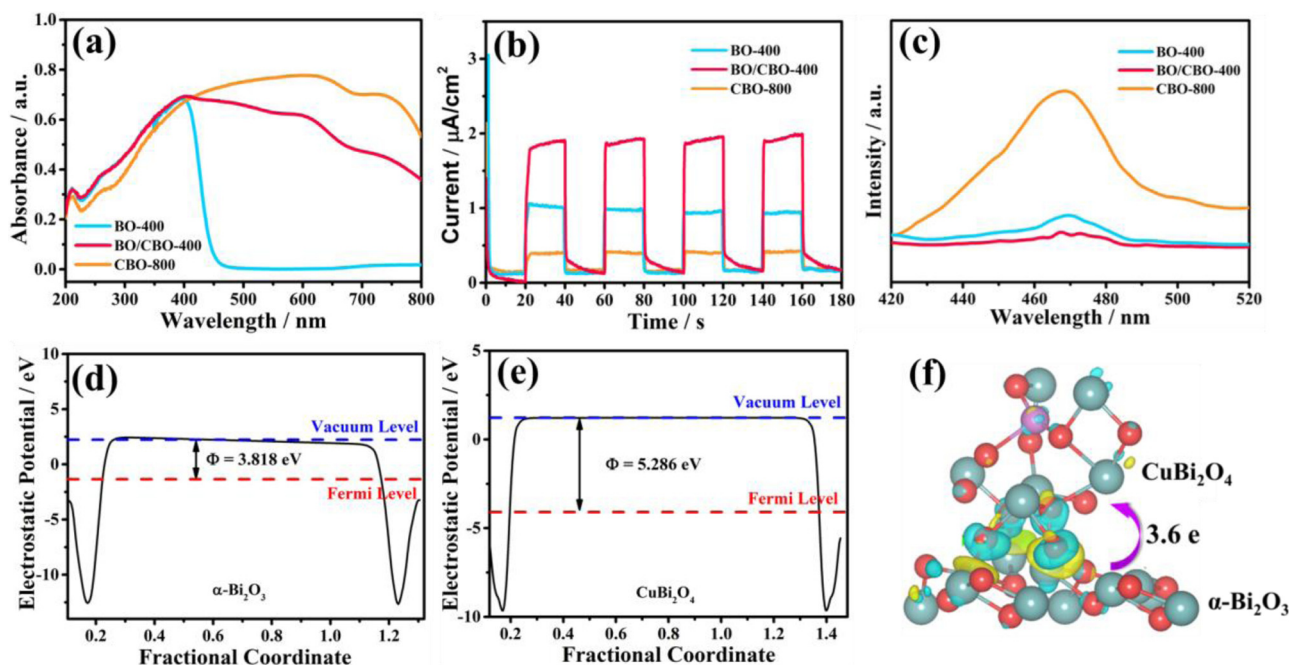 (a)
Absorbance / a.u.
1.0
0.8
0.6
0.4
0.2
0.0
BO-400
BO/CBO-400
CBO-800
200 300 400 500 600 700 800
Wavelength / nm
(b)
Current / μA/cm²
3
2
1
0
BO-400
BO/CBO-400
CBO-800
0 20 40 60 80 100 120 140 160 180
Time / s
(c)
Intensity / a.u.
BO-400
BO/CBO-400
CBO-800
420 440 460 480 500 520
Wavelength / nm
(d)
Electrostatic Potential / eV
10
5
0
-5
-10
Vacuum Level
Φ = 3.818 eV
Fermi Level
α-Bi₂O₃
0.2 0.4 0.6 0.8 1.0 1.2
Fractional Coordinate
(e)
Electrostatic Potential / eV
5
0
-5
-10
Vacuum Level
Φ = 5.286 eV
Fermi Level
CuBi₂O₄
0.2 0.4 0.6 0.8 1.0 1.2 1.4
Fractional Coordinate
(f)
CuBi₂O₄
3.6 e
α-Bi₂O₃